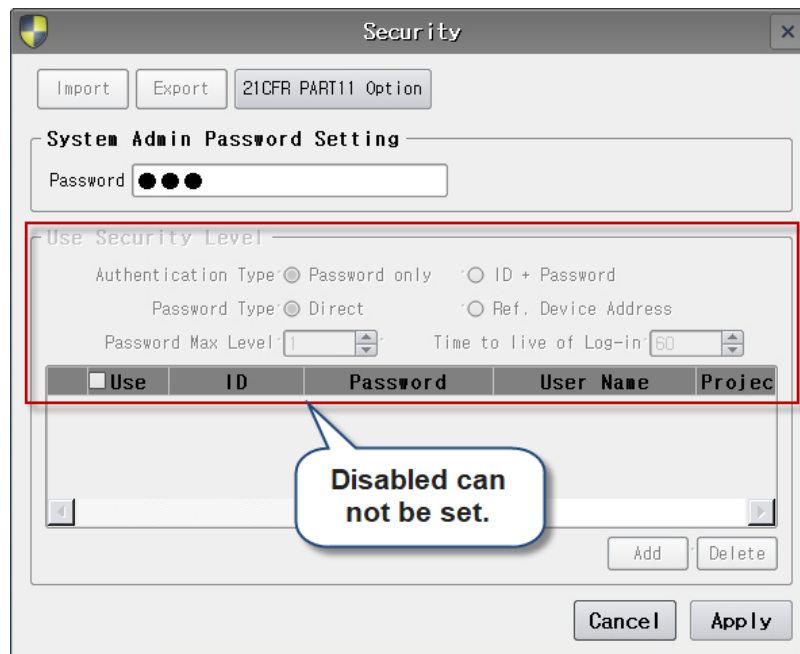 Security
Import Export 21CFR PART11 Option
System Admin Password Setting
Password
Use Security Level
Authentication Type Password only ID + Password
Password Type Direct Ref. Device Address
Password Max Level 1 Time to live of Log-in 60
Use ID Password User Name Projec
Disabled can
not be set.
Add Delete
Cancel Apply